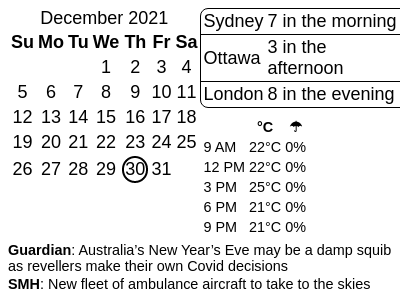 December 2021
Su Mo Tu We Th Fr Sa
1 2 3 4
5 6 7 8 9 10 11
12 13 14 15 16 17 18
19 20 21 22 23 24 25
26 27 28 29 30 31
Sydney 7 in the morning
Ottawa 3 in the
afternoon
London 8 in the evening
°C ☂
9 AM 22°C 0%
12 PM 22°C 0%
3 PM 25°C 0%
6 PM 21°C 0%
9 PM 21°C 0%
Guardian: Australia’s New Year’s Eve may be a damp squib
as revellers make their own Covid decisions
SMH: New fleet of ambulance aircraft to take to the skies